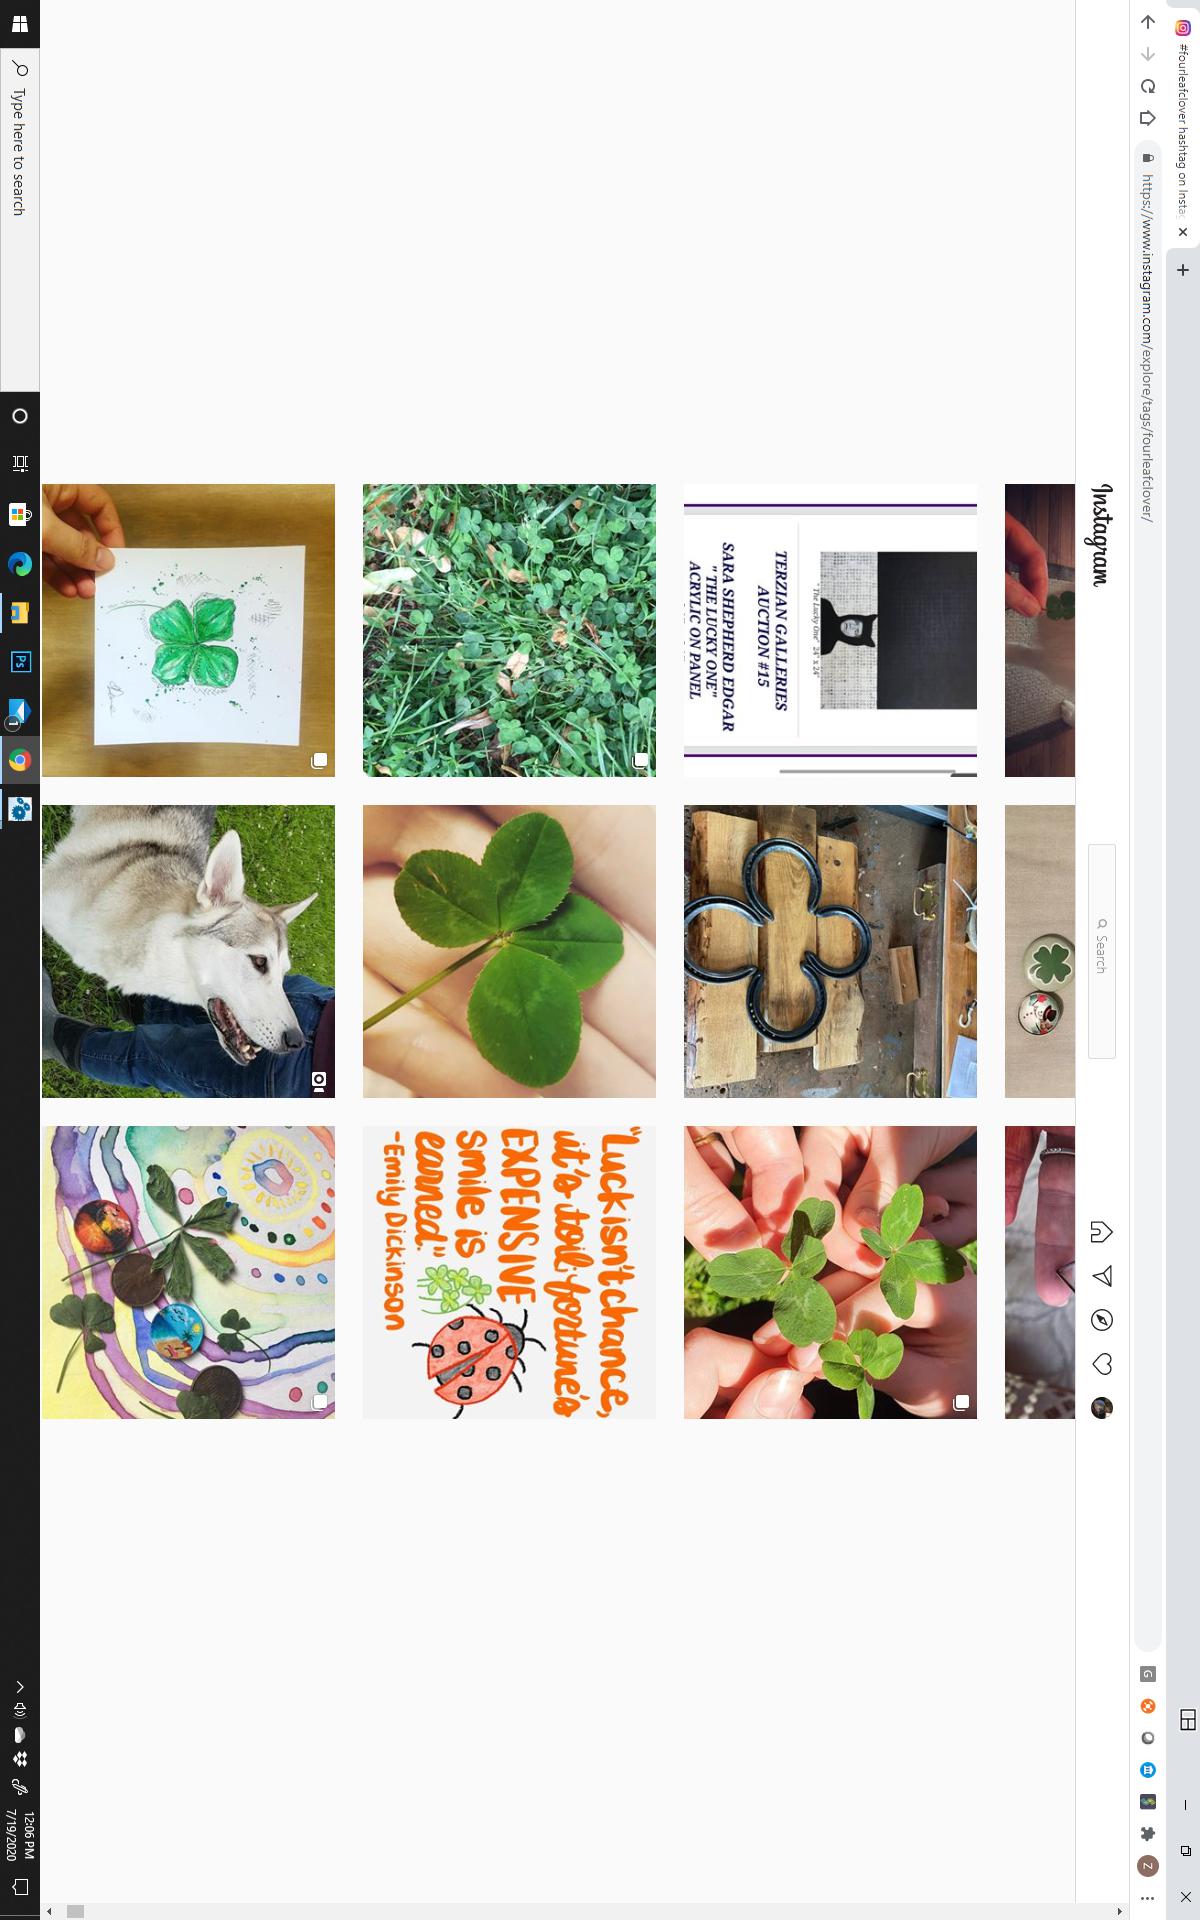 #fourleafclover hashtag on Insta
https://www.instagram.com/explore/tags/fourleafclover/
G
Z
Instagram
Search
"The Lucky One" 24" x 24"
TERZIAN GALLERIES
AUCTION #15
SARA SHEPHERD EDGAR
"THE LUCKY ONE"
ACRYLIC ON PANEL
"Luck isn't chance,
it's toil-fortune's
EXPENSIVE
smile is
earned."
-Emily Dickinson
Type here to search
Ps
1
12:06 PM
7/19/2020